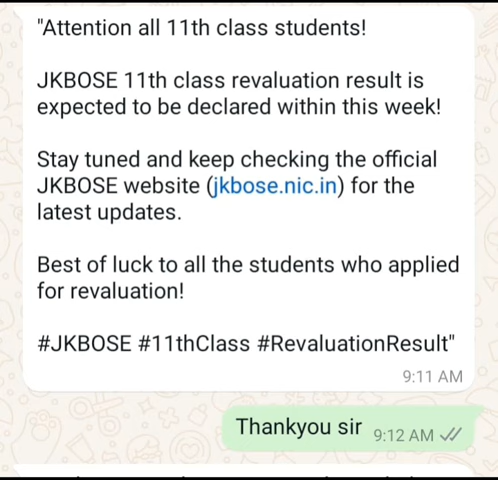 "Attention all 11th class students!
JKBOSE 11th class revaluation result is
expected to be declared within this week!
Stay tuned and keep checking the official
JKBOSE website (jkbose.nic.in) for the
latest updates.
Best of luck to all the students who applied
for revaluation!
#JKBOSE #11thClass #RevaluationResult"
9:11 AM
Thankyou sir 9:12 AM